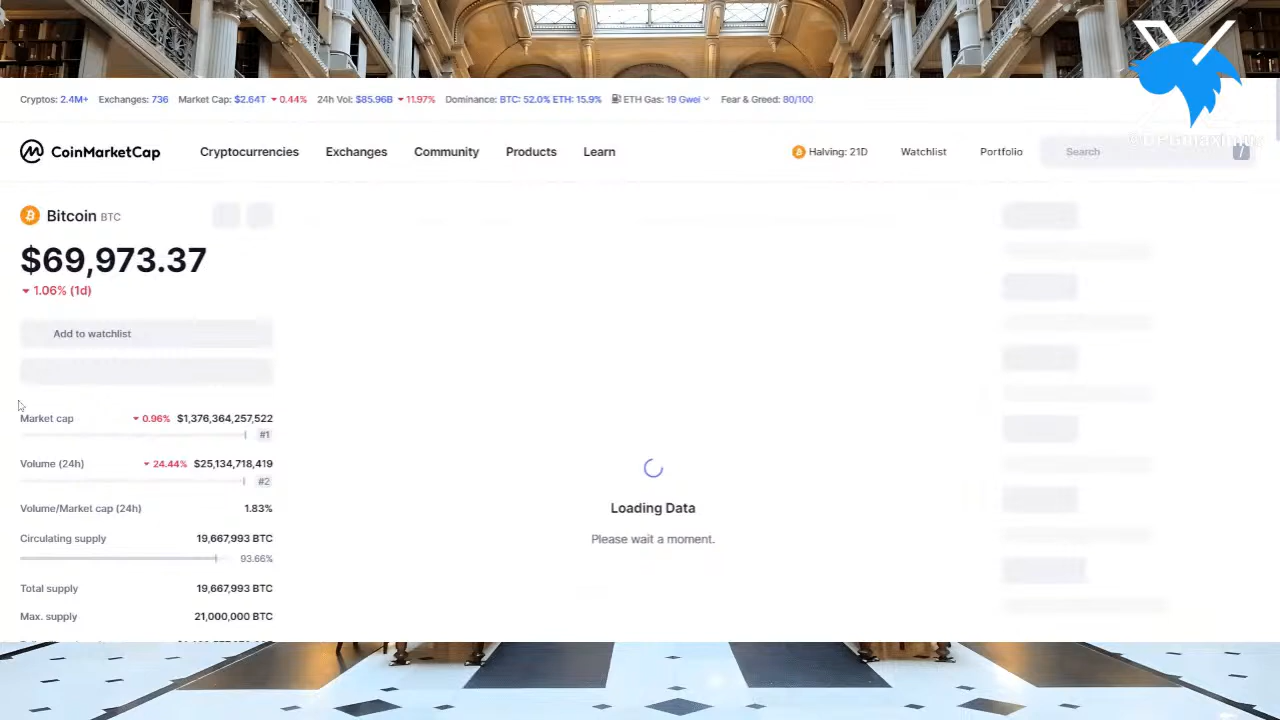 Cryptos: 2.4M+ Exchanges: 736 Market Cap: $2.64T 0.44% 24h Vol: $85.96B 11.97% Dominance: BTC: 52.0% ETH: 15.9% ETH Gas: 19 Gwei Fear & Greed: 80/100
CoinMarketCap Cryptocurrencies Exchanges Community Products Learn Halving: 21D Watchlist Portfolio Search /
Bitcoin BTC
$69,973.37
1.06% (1d)
Add to watchlist
Market cap 0.96% $1,376,364,257,522
#1
Volume (24h) 24.44% $25,134,718,419
#2
Volume/Market cap (24h) 1.83%
Circulating supply 19,667,993 BTC
93.66%
Total supply 19,667,993 BTC
Max. supply 21,000,000 BTC
Loading Data
Please wait a moment.